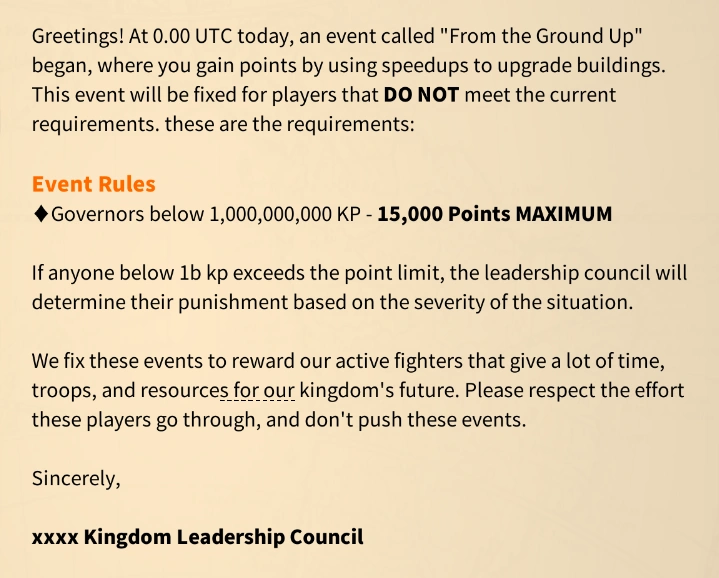 Greetings! At 0.00 UTC today, an event called "From the Ground Up"
began, where you gain points by using speedups to upgrade buildings.
This event will be fixed for players that DO NOT meet the current
requirements. these are the requirements:
Event Rules
♦Governors below 1,000,000,000 KP - 15,000 Points MAXIMUM
If anyone below 1b kp exceeds the point limit, the leadership council will
determine their punishment based on the severity of the situation.
We fix these events to reward our active fighters that give a lot of time,
troops, and resources for our kingdom's future. Please respect the effort
these players go through, and don't push these events.
Sincerely,
xxxx Kingdom Leadership Council